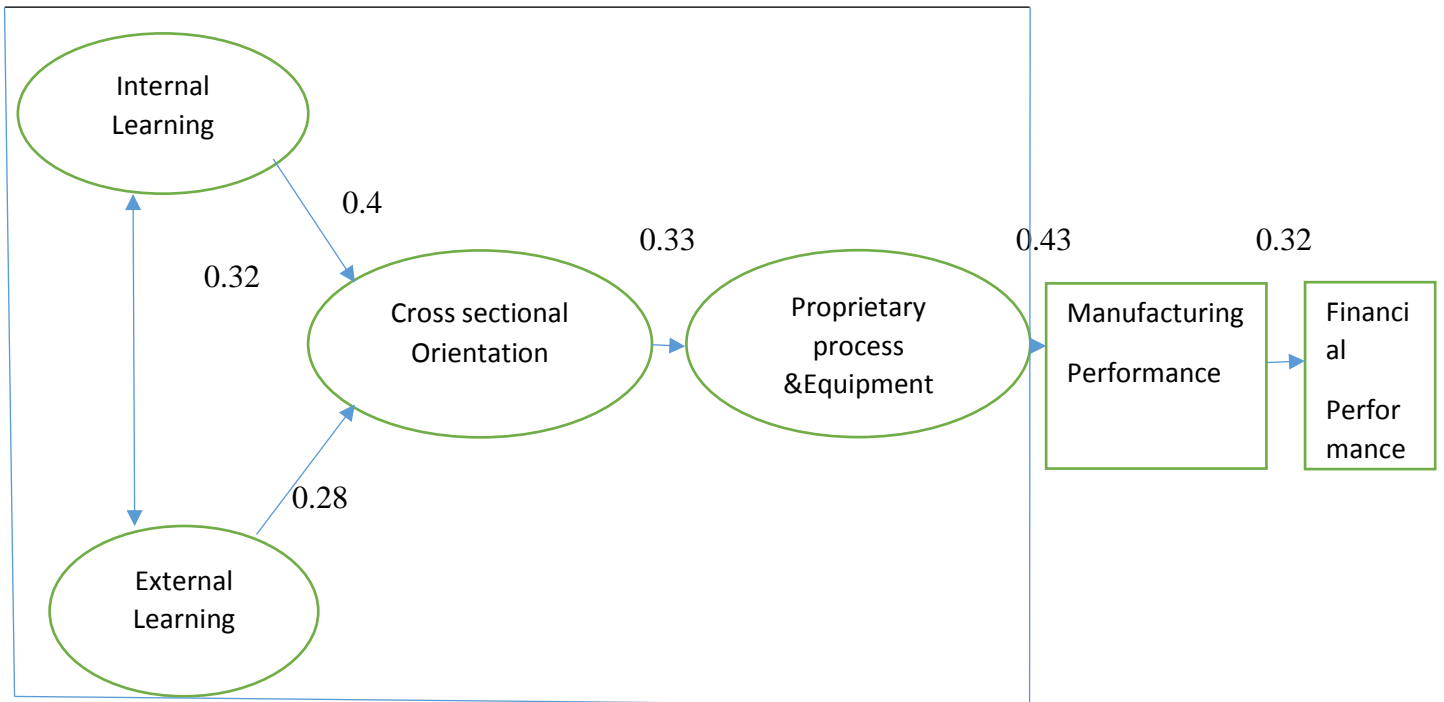 Internal
Learning
0.4
0.33
0.43
0.32
0.32
Cross sectional
Orientation
Proprietary
process
&Equipment
Manufacturing
Performance
Financi
al
Perfor
mance
0.28
External
Learning